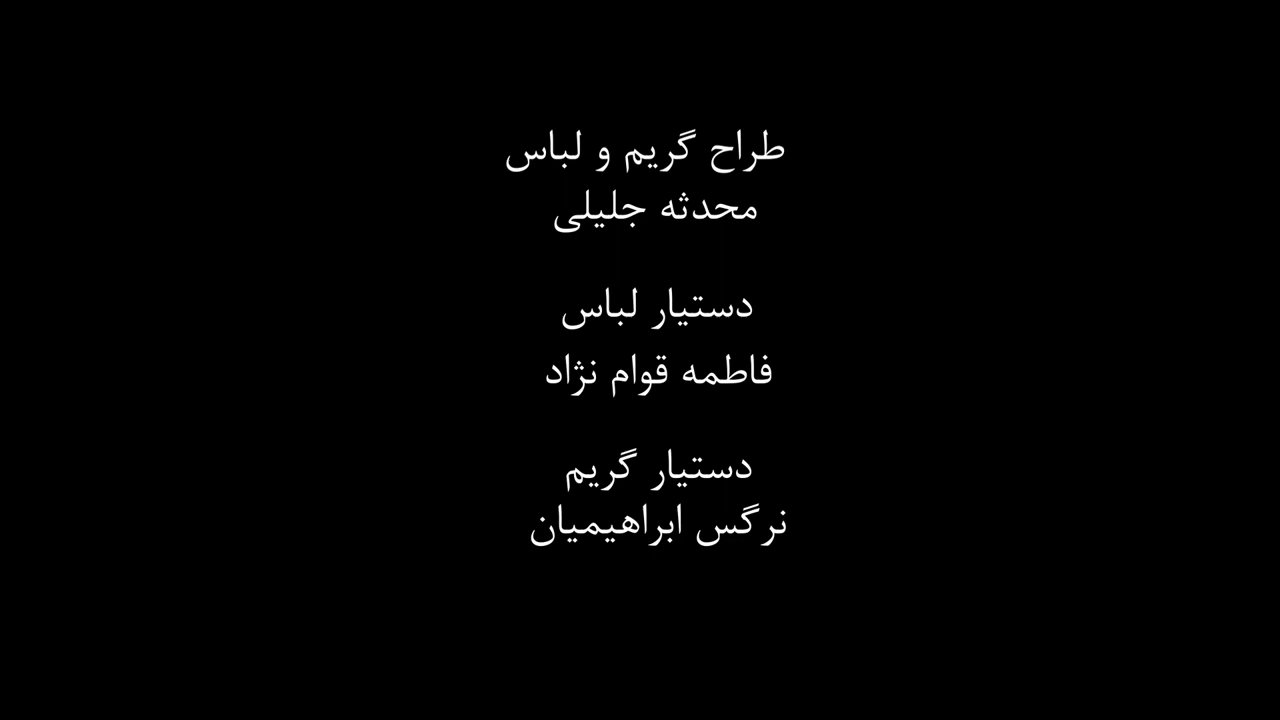 طراح گریم و لباس
محدثه جلیلی
دستیار لباس
فاطمه قوام نژاد
دستیار گریم
نرگس ابراهیمیان